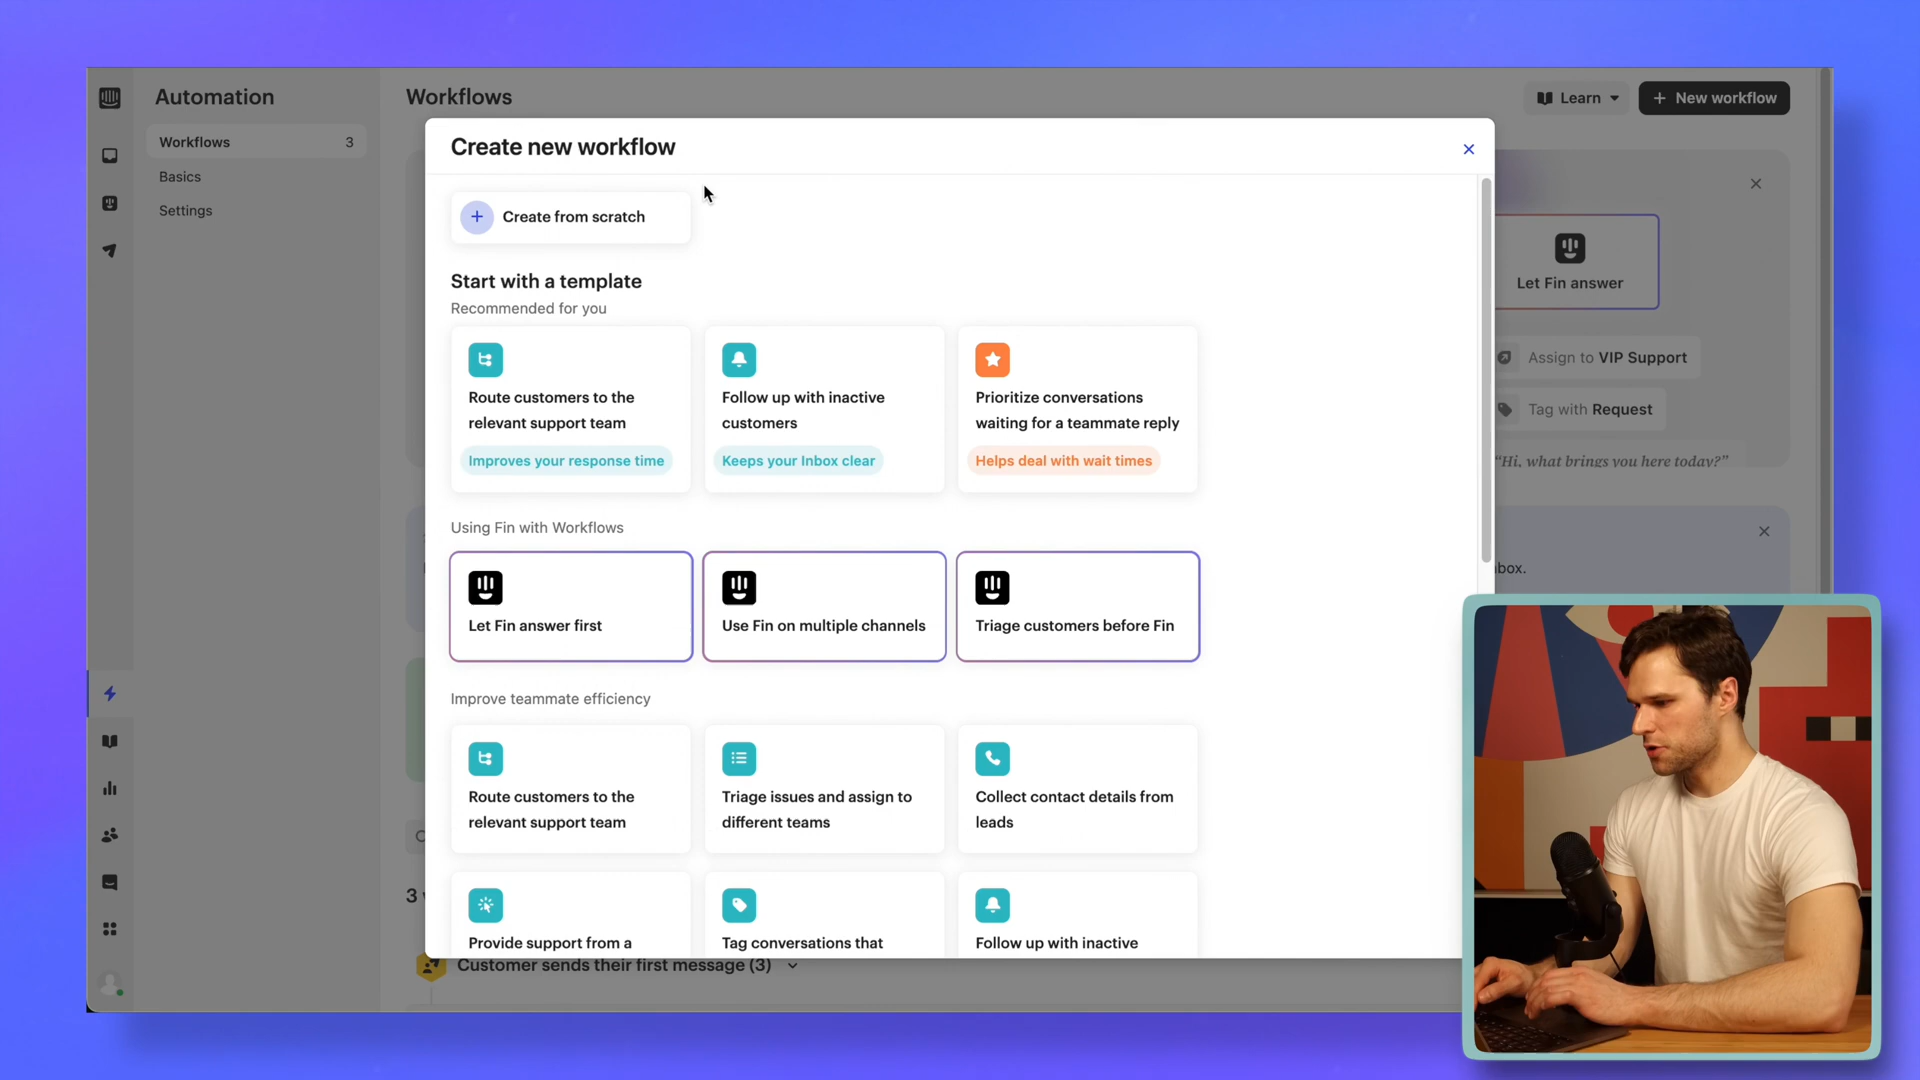 Automation
Workflows 3
Basics
Settings
Workflows
Learn
+ New workflow
Create new workflow
Create from scratch
Start with a template
Recommended for you
Route customers to the
relevant support team
Improves your response time
Follow up with inactive
customers
Keeps your Inbox clear
Prioritize conversations
waiting for a teammate reply
Helps deal with wait times
Using Fin with Workflows
Let Fin answer first
Use Fin on multiple channels
Triage customers before Fin
Improve teammate efficiency
Route customers to the
relevant support team
Triage issues and assign to
different teams
Collect contact details from
leads
Provide support from a
Tag conversations that
Follow up with inactive
Let Fin answer
Assign to VIP Support
Tag with Request
"Hi, what brings you here today?"
box.
3
Customer sends their first message (3)